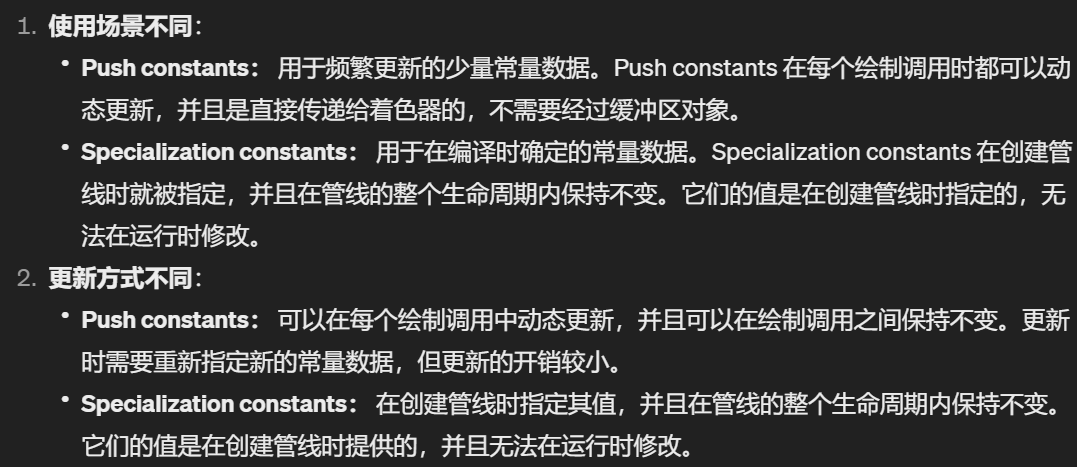 1. 使用场景不同：
• Push constants： 用于频繁更新的少量常量数据。Push constants 在每个绘制调用时都可以动
态更新，并且是直接传递给着色器的，不需要经过缓冲区对象。
• Specialization constants： 用于在编译时确定的常量数据。Specialization constants 在创建管
线时就被指定，并且在管线的整个生命周期内保持不变。它们的值是在创建管线时指定的，无
法在运行时修改。
2. 更新方式不同：
• Push constants： 可以在每个绘制调用中动态更新，并且可以在绘制调用之间保持不变。更新
时需要重新指定新的常量数据，但更新的开销较小。
• Specialization constants： 在创建管线时指定其值，并且在管线的整个生命周期内保持不变。
它们的值是在创建管线时提供的，并且无法在运行时修改。